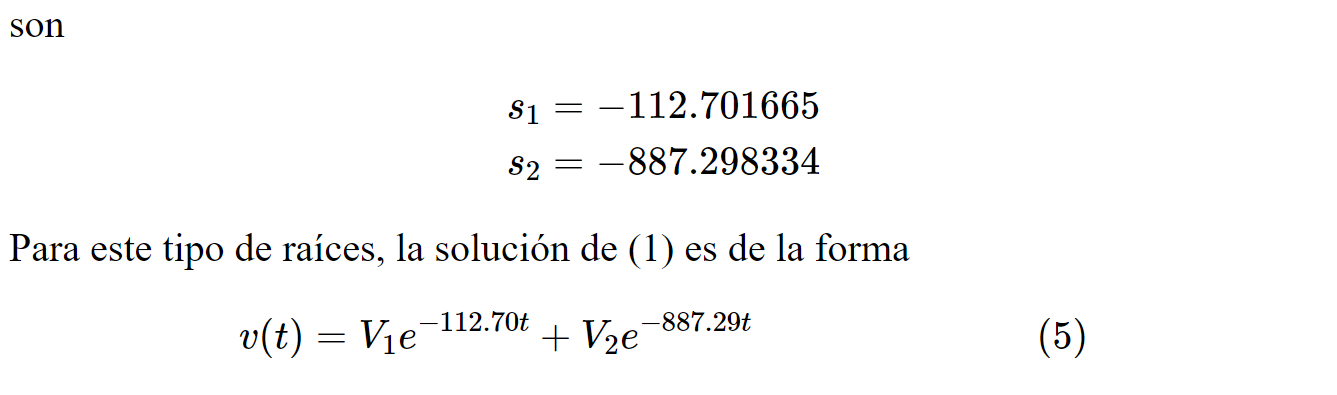 son
s₁ = −112.701665
s₂ = −887.298334
Para este tipo de raíces, la solución de (1) es de la forma
v(t) = V₁e^{−112.70t} + V₂e^{−887.29t} (5)